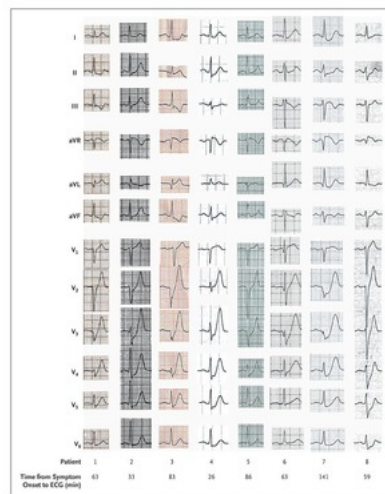 I
II
III
aVR
aVL
aVF
V1
V2
V3
V4
V5
V6
Patient 1 2 3 4 5 6 7 8
Time from Symptom
Onset to ECG (min) 63 33 83 26 86 63 141 59